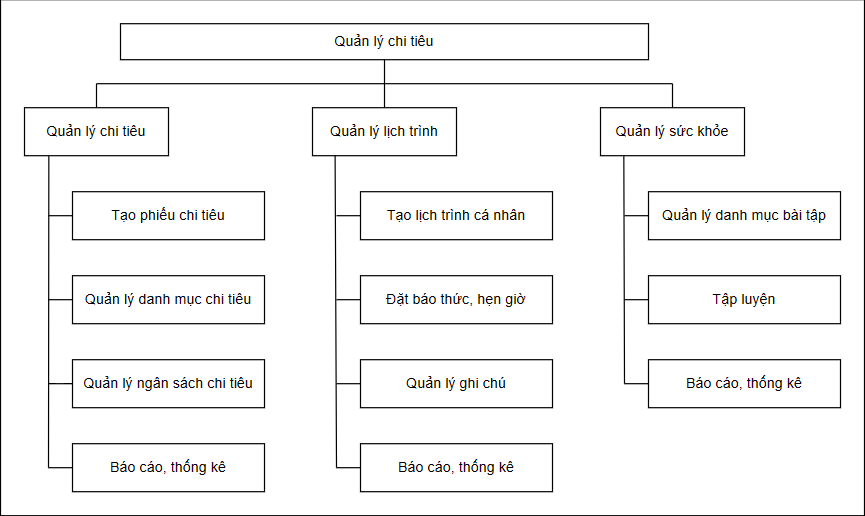 Quản lý chi tiêu
Quản lý chi tiêu
Tạo phiếu chi tiêu
Quản lý danh mục chi tiêu
Quản lý ngân sách chi tiêu
Báo cáo, thống kê
Quản lý lịch trình
Tạo lịch trình cá nhân
Đặt báo thức, hẹn giờ
Quản lý ghi chú
Báo cáo, thống kê
Quản lý sức khỏe
Quản lý danh mục bài tập
Tập luyện
Báo cáo, thống kê